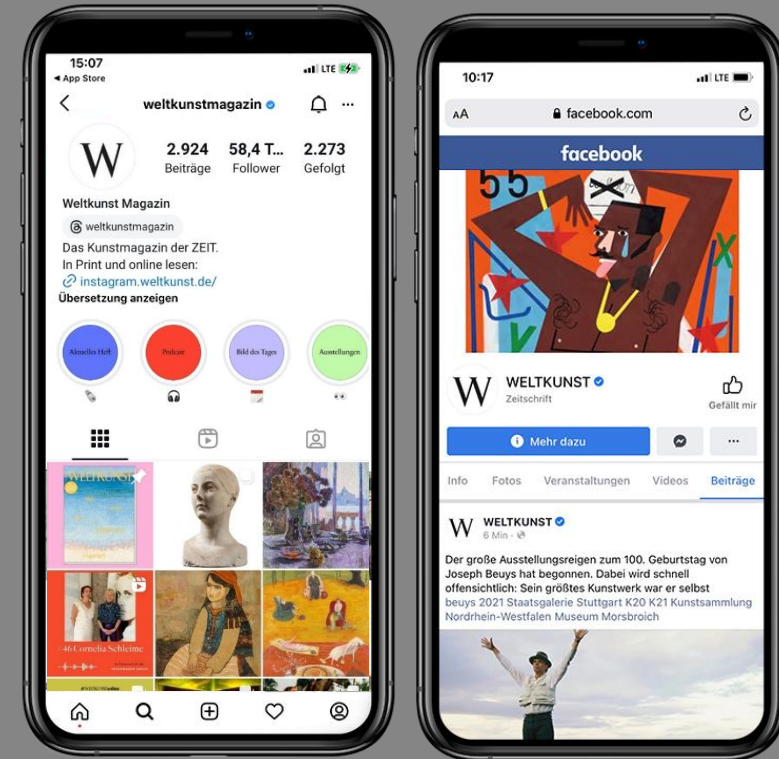 15:07
LTE
App Store
weltkunstmagazin
2.924 58,4 T... 2.273
Beiträge Follower Gefolgt
W
Weltkunst Magazin
weltkunstmagazin
Das Kunstmagazin der ZEIT.
In Print und online lesen:
instagram.weltkunst.de/
Übersetzung anzeigen
Aktuelles Heft Podcast Bild des Tages Ausstellungen
WELTKUNST
#46 Cornelia Schleime
10:17
LTE
AA facebook.com
facebook
55
W
WELTKUNST
Zeitschrift
Gefällt mir
Mehr dazu
Info Fotos Veranstaltungen Videos Beiträge
W
WELTKUNST
6 Min ·
Der große Ausstellungsreigen zum 100. Geburtstag von
Joseph Beuys hat begonnen. Dabei wird schnell
offensichtlich: Sein größtes Kunstwerk war er selbst
beuys 2021 Staatsgalerie Stuttgart K20 K21 Kunstsammlung
Nordrhein-Westfalen Museum Morsbroich